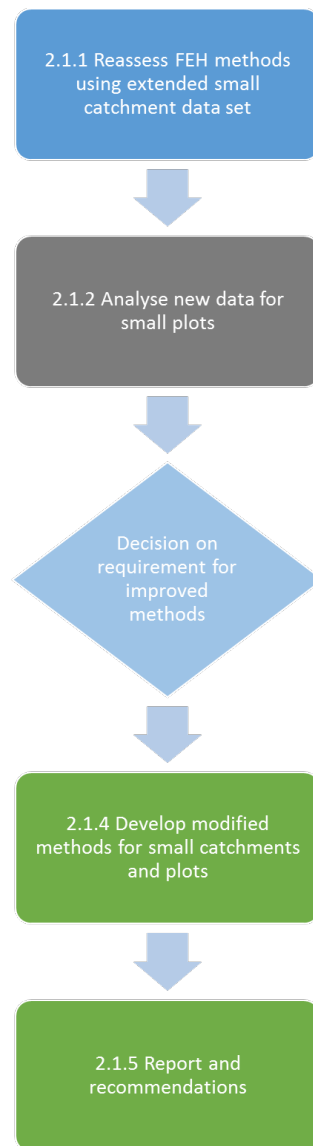 2.1.1 Reassess FEH methods
using extended small
catchment data set
2.1.2 Analyse new data for
small plots
Decision on
requirement for
improved
methods
2.1.4 Develop modified
methods for small catchments
and plots
2.1.5 Report and
recommendations